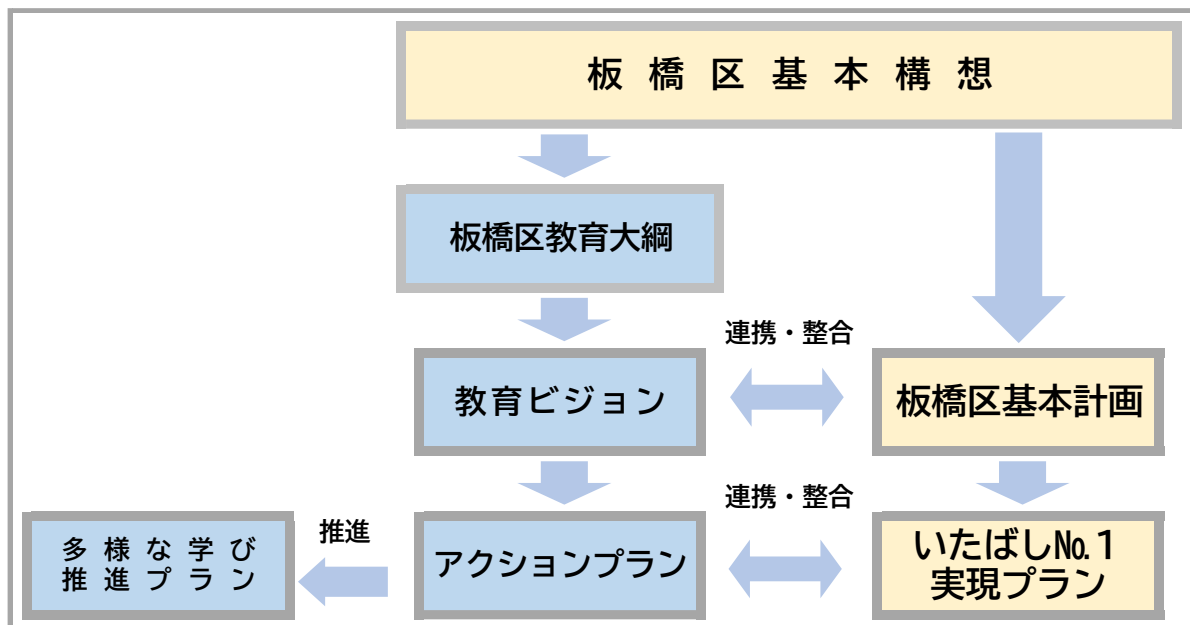 板橋区基本構想
板橋区教育大綱
連携・整合
教育ビジョン
板橋区基本計画
連携・整合
推進
多様な学び
推進プラン
アクションプラン
いたばし№1
実現プラン